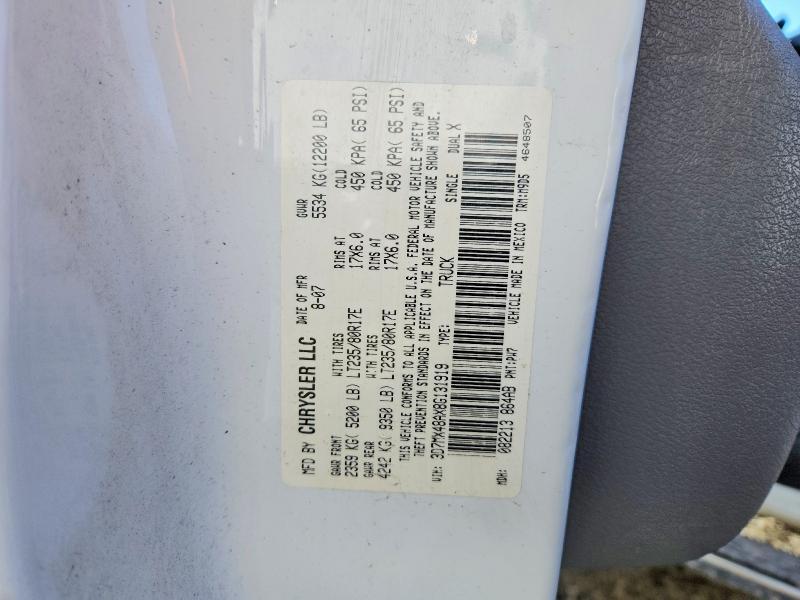 MFD BY CHRYSLER LLC DATE OF MFR GVWR
8-07 5534 KG(12200 LB)
GAWR FRONT WITH TIRES RIMS AT COLD
2359 KG( 5200 LB) LT235/80R17E 17X6.0 450 KPA( 65 PSI)
GAWR REAR WITH TIRES RIMS AT COLD
4242 KG( 9350 LB) LT235/80R17E 17X6.0 450 KPA( 65 PSI)
THIS VEHICLE CONFORMS TO ALL APPLICABLE U.S.A. FEDERAL MOTOR VEHICLE SAFETY AND
THEFT PREVENTION STANDARDS IN EFFECT ON THE DATE OF MANUFACTURE SHOWN ABOVE.
VIN: 3D7MX48AX8G131919 TYPE: TRUCK SINGLE DUAL X
MDH: 082213 864AB PNT:PW7 VEHICLE MADE IN MEXICO TRM:M9D5 4648507